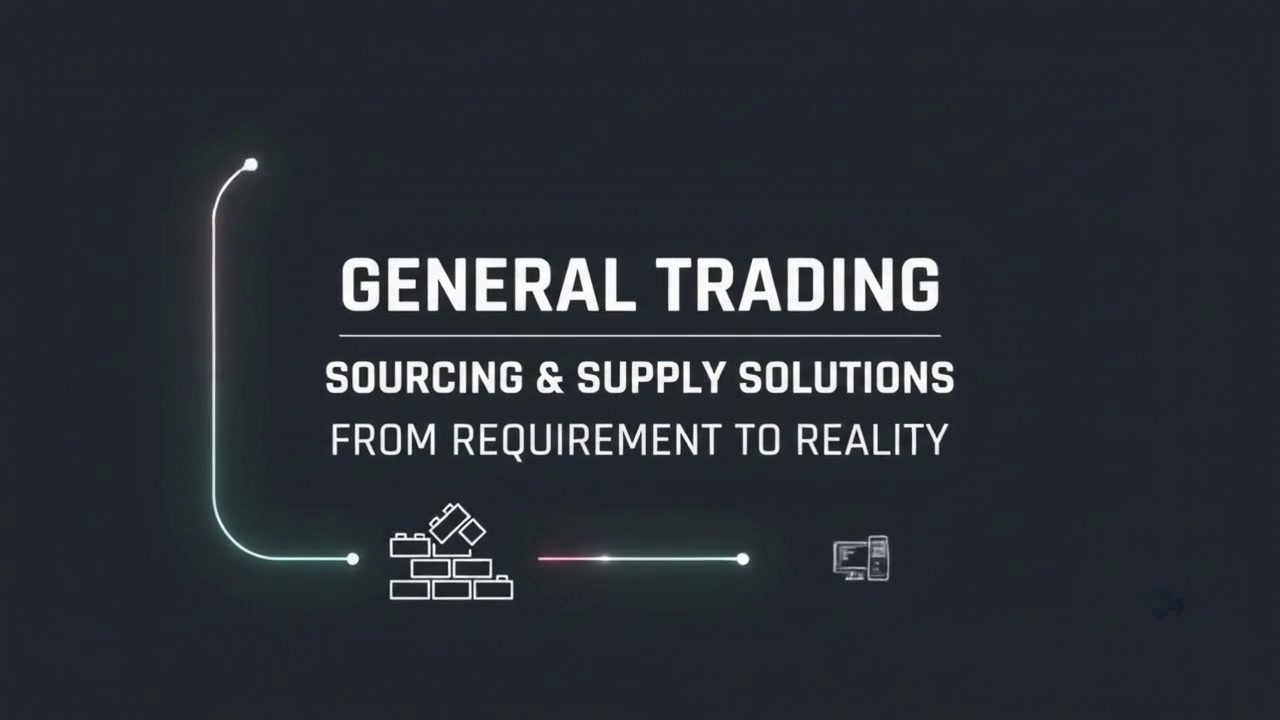 GENERAL TRADING
SOURCING & SUPPLY SOLUTIONS
FROM REQUIREMENT TO REALITY